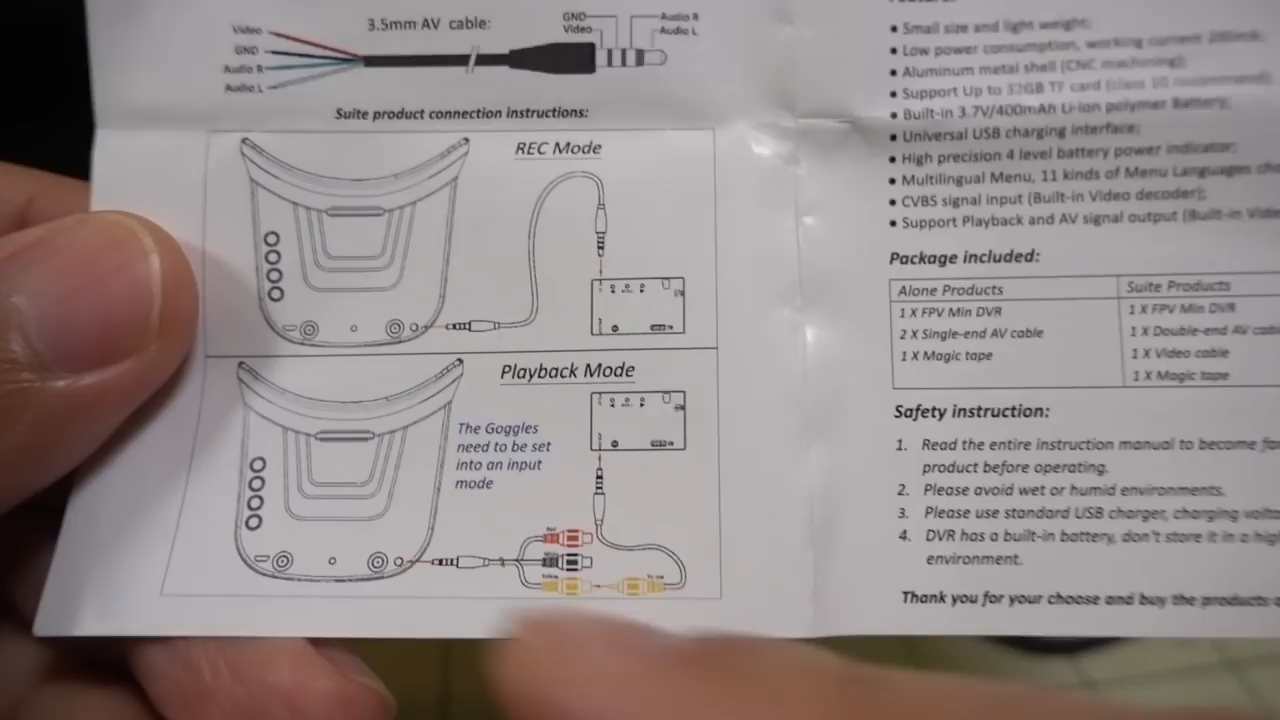 3.5mm AV cable:
Video
GND
Audio R
Audio L
GND
Video
Audio R
Audio L
Suite product connection instructions:
REC Mode
Playback Mode
The Goggles
need to be set
into an input
mode
Red
White
Yellow
● Small size and light weight;
● Low power consumption, working current
● Aluminum metal shell (CNC machining);
● Support Up to 32GB TF card (class 10 recommend);
● Built-in 3.7V/400mAh Li-ion polymer Battery;
● Universal USB charging interface;
● High precision 4 level battery power indicator;
● Multilingual Menu, 11 kinds of Menu Languages
● CVBS signal input (Built-in Video decoder);
● Support Playback and AV signal output (Built-in
Package included:
Alone Products
1 X FPV Min DVR
2 X Single-end AV cable
1 X Magic tape
Suite Products
1 X FPV Min DVR
1 X Double-end AV
1 X Video cable
1 X Magic tape
Safety instruction:
1. Read the entire instruction manual to become
product before operating.
2. Please avoid wet or humid environments.
3. Please use standard USB charger, charging
4. DVR has a built-in battery, don't store it in a
environment.
Thank you for your choose and buy the products